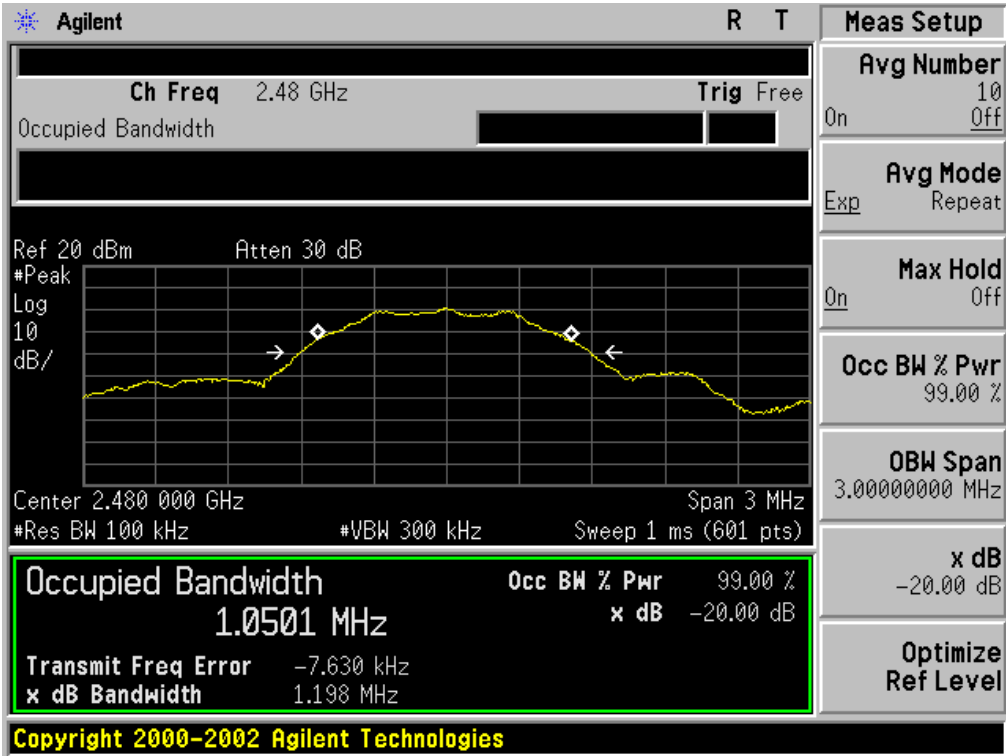 Agilent R T
Ch Freq 2.48 GHz Trig Free
Occupied Bandwidth
Ref 20 dBm Atten 30 dB
#Peak
Log
10
dB/
Center 2.480 000 GHz Span 3 MHz
#Res BW 100 kHz #VBW 300 kHz Sweep 1 ms (601 pts)
Occupied Bandwidth
1.0501 MHz
Occ BW % Pwr 99.00 %
x dB -20.00 dB
Transmit Freq Error -7.630 kHz
x dB Bandwidth 1.198 MHz
Copyright 2000-2002 Agilent Technologies
Meas Setup
Avg Number
10
On Off
Avg Mode
Exp Repeat
Max Hold
On Off
Occ BW % Pwr
99.00 %
OBW Span
3.00000000 MHz
x dB
-20.00 dB
Optimize
Ref Level